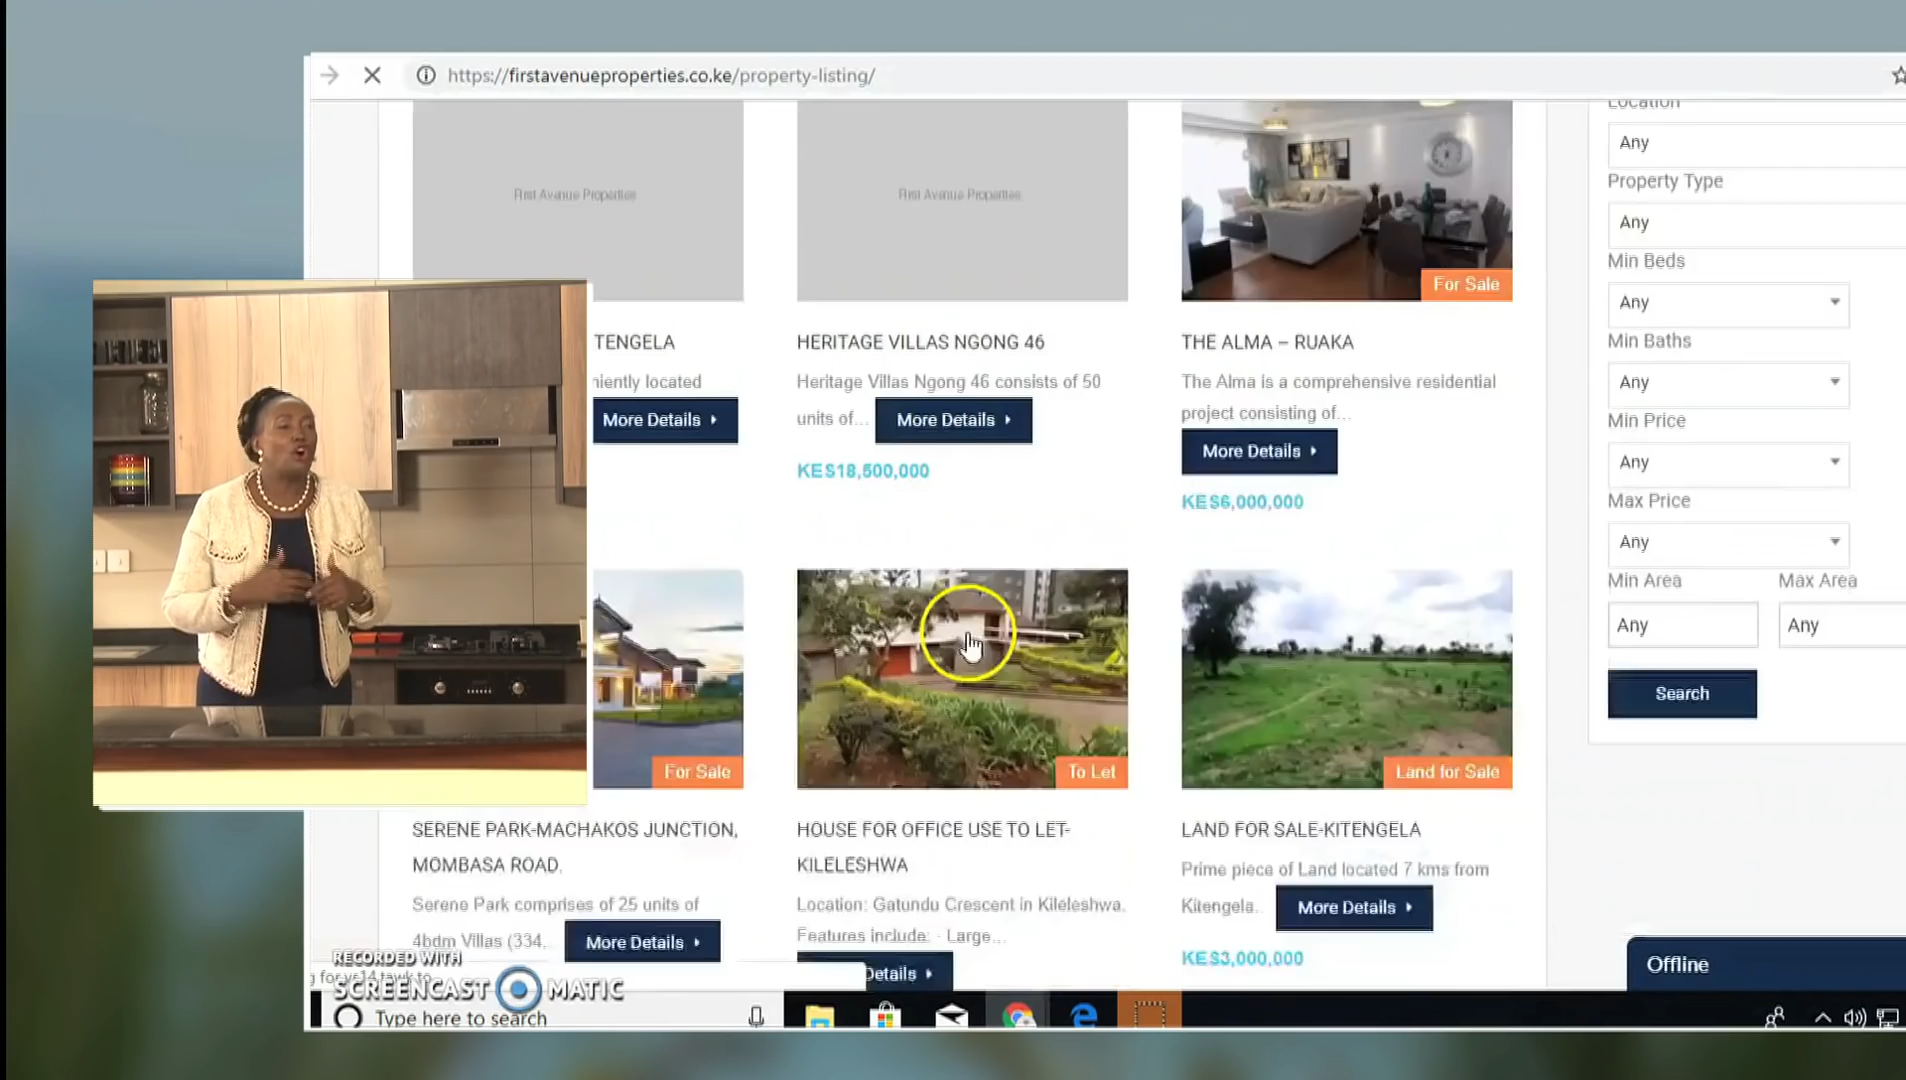 https://firstavenueproperties.co.ke/property-listing/
Location
Any
Property Type
Any
Min Beds
Any
Min Baths
Any
Min Price
Any
Max Price
Any
Min Area
Max Area
Any
Any
Search
First Avenue Properties
First Avenue Properties
For Sale
TENGELA
niently located
More Details
HERITAGE VILLAS NGONG 46
Heritage Villas Ngong 46 consists of 50
units of... More Details
KES18,500,000
THE ALMA – RUAKA
The Alma is a comprehensive residential
project consisting of...
More Details
KES6,000,000
For Sale
To Let
Land for Sale
SERENE PARK-MACHAKOS JUNCTION,
MOMBASA ROAD.
Serene Park comprises of 25 units of
4bdm Villas (334. More Details
HOUSE FOR OFFICE USE TO LET-
KILELESHWA
Location: Gatundu Crescent in Kileleshwa.
Features include: · Large...
Details
LAND FOR SALE-KITENGELA
Prime piece of Land located 7 kms from
Kitengela. More Details
KES3,000,000
Offline
RECORDED WITH
SCREENCAST MATIC
Type here to search